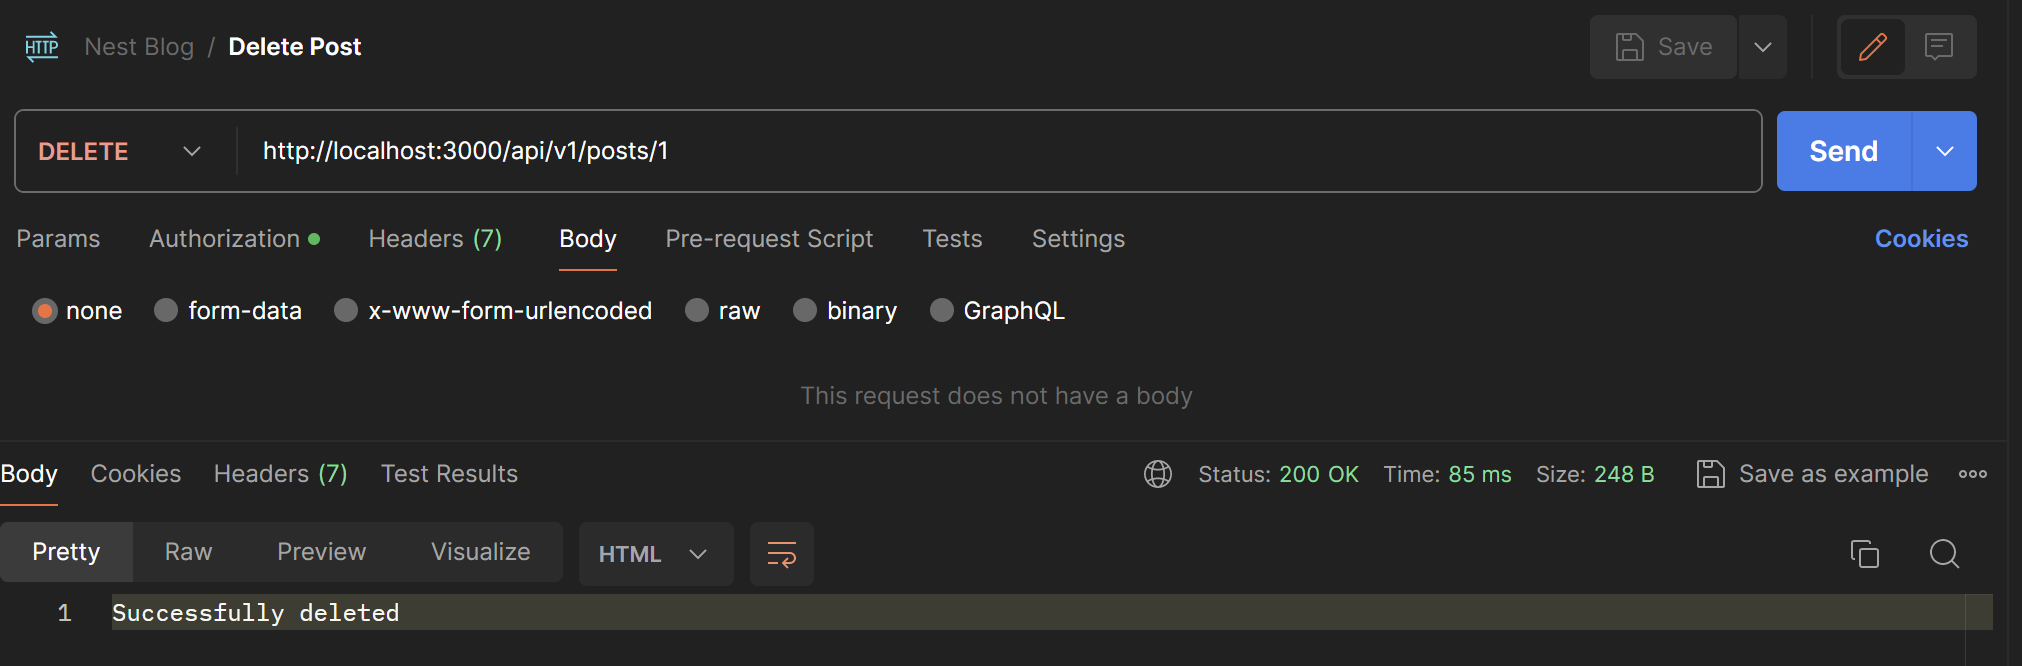 HTTP Nest Blog / Delete Post Save
DELETE http://localhost:3000/api/v1/posts/1 Send
Params Authorization Headers (7) Body Pre-request Script Tests Settings Cookies
none form-data x-www-form-urlencoded raw binary GraphQL
This request does not have a body
Body Cookies Headers (7) Test Results Status: 200 OK Time: 85 ms Size: 248 B Save as example
Pretty Raw Preview Visualize HTML
1 Successfully deleted